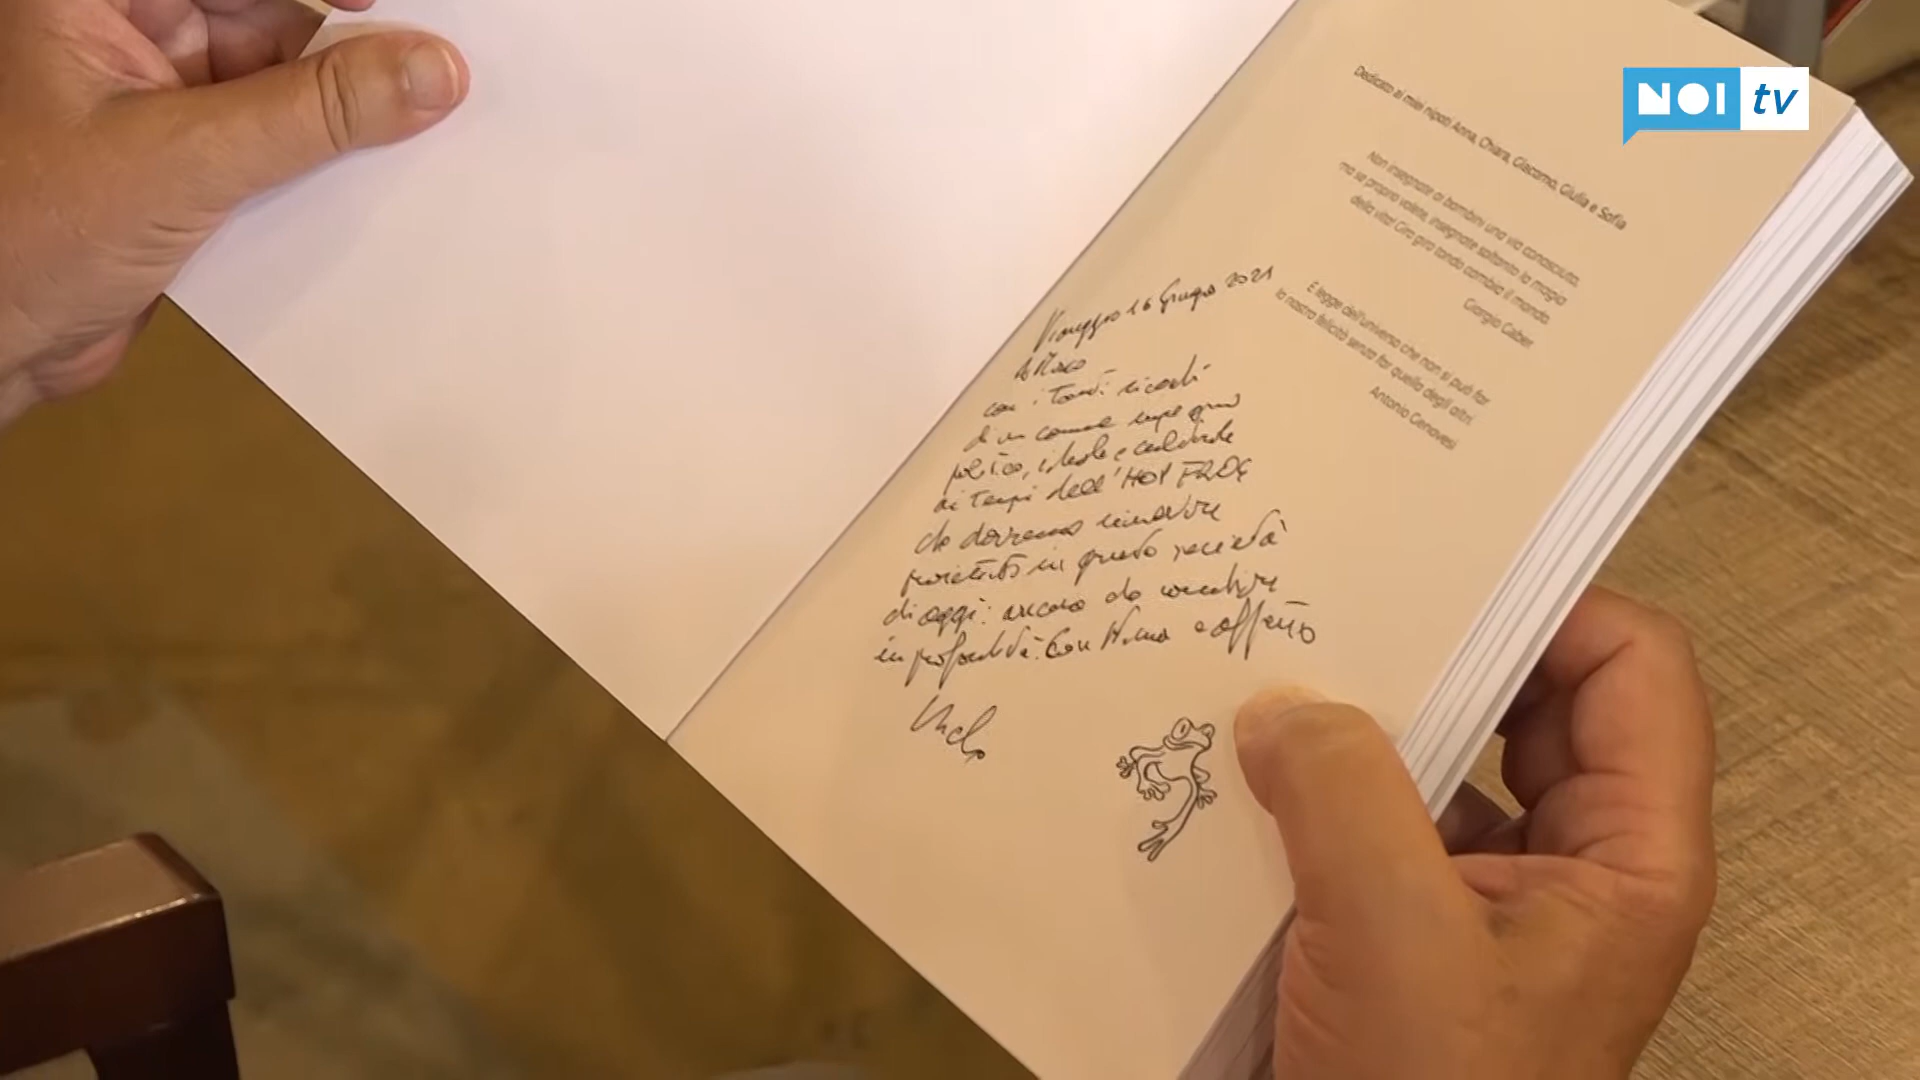 NOI tv
Dedicato ai miei nipoti Anna, Chiara, Giacomo, Giulia e Sofia
Non insegnate ai bambini una via conosciuta,
ma se proprio volete, insegnate soltanto la magia
della vita! Giro giro tondo cambia il mondo.
Giorgio Gaber
È legge dell'universo che non si può far
la nostra felicità senza far quella degli altri.
Antonio Genovesi
Viareggio 16 Giugno 2021
con i tanti ricordi
di un comune impegno
politico, ideale e culturale
ai tempi dell'HOT FROG
che dovremmo
in questa società
di oggi: ancora da
in profondità. Con stima e affetto